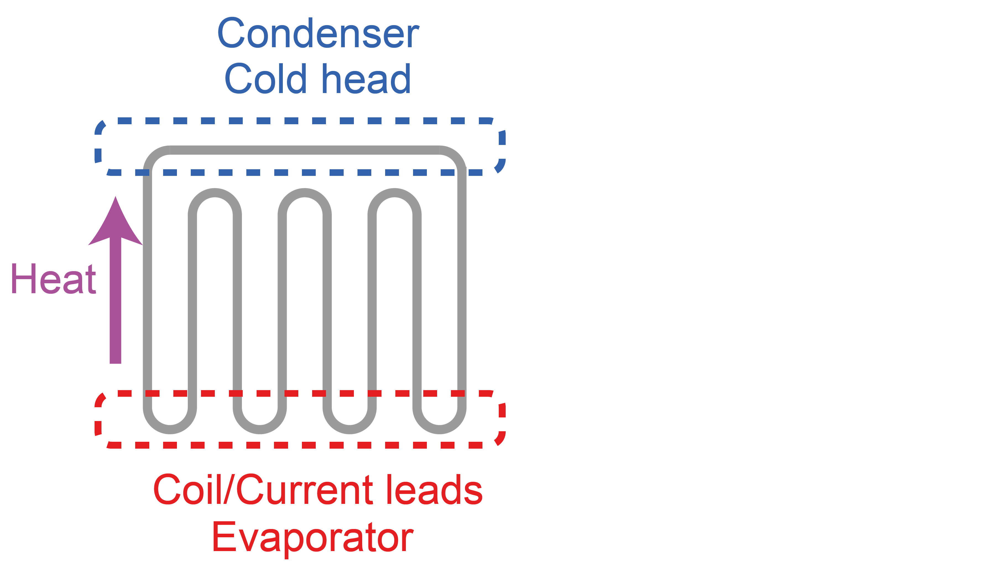 Condenser
Cold head
Heat
Coil/Current leads
Evaporator